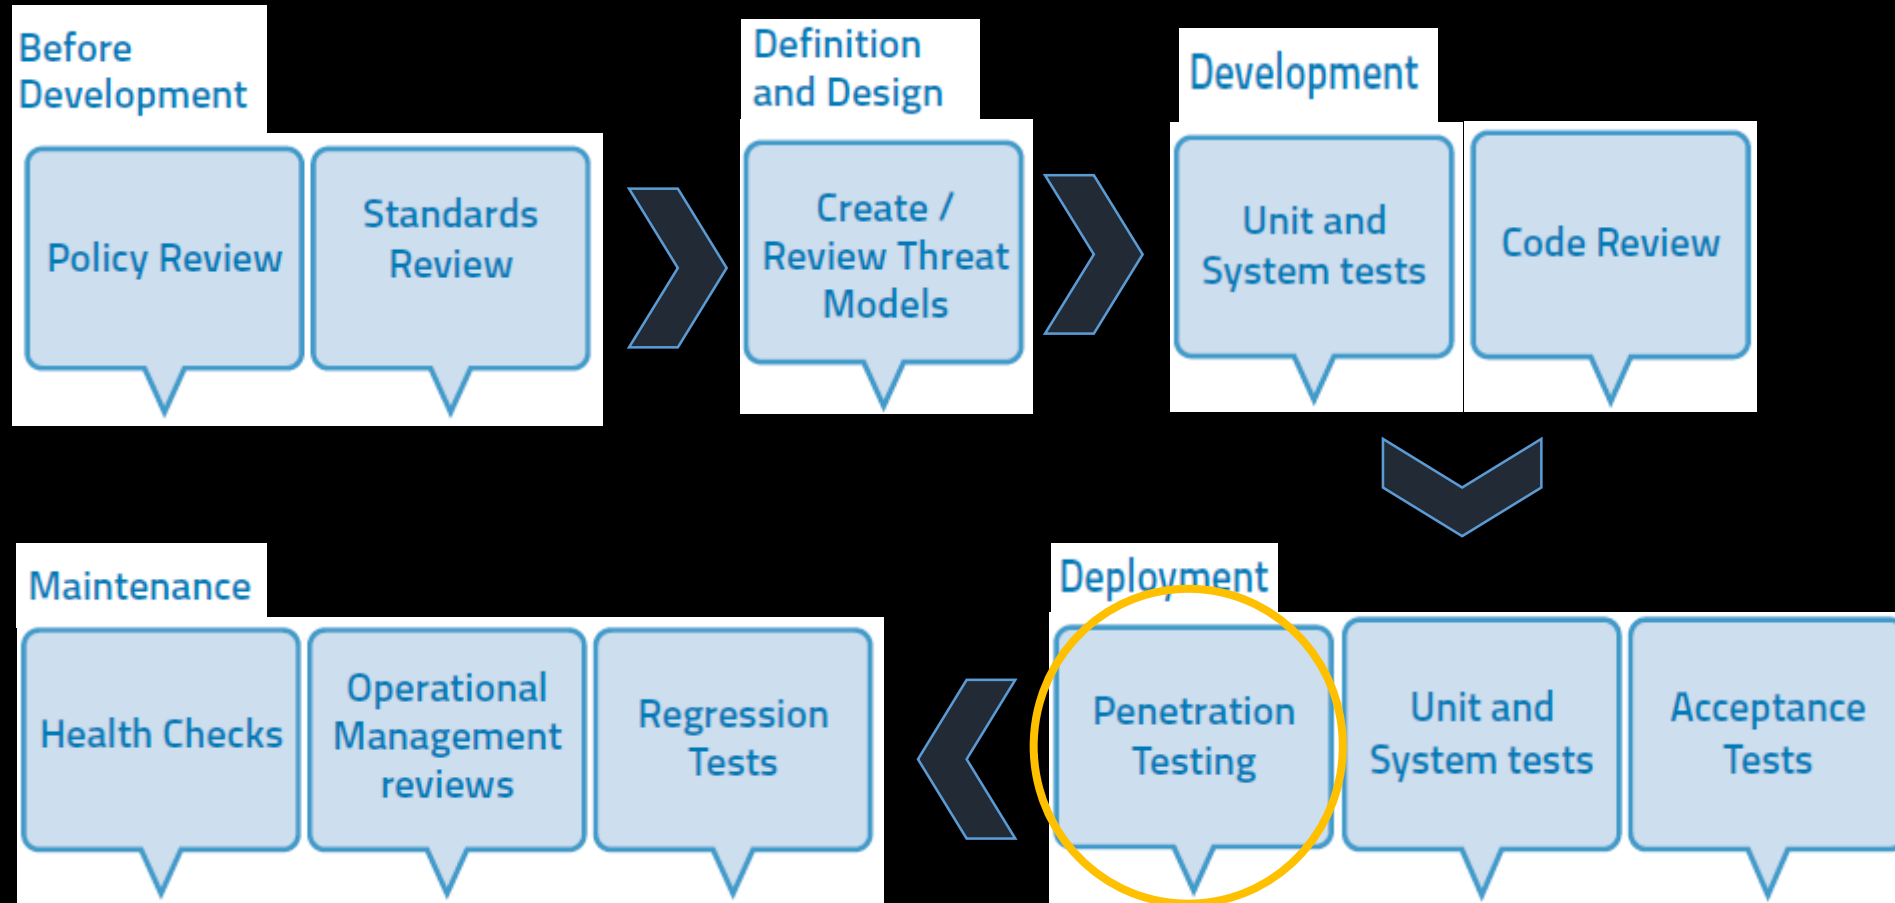 Before
Development
Policy Review
Standards
Review
Definition
and Design
Create /
Review Threat
Models
Development
Unit and
System tests
Code Review
Deployment
Penetration
Testing
Unit and
System tests
Acceptance
Tests
Maintenance
Health Checks
Operational
Management
reviews
Regression
Tests